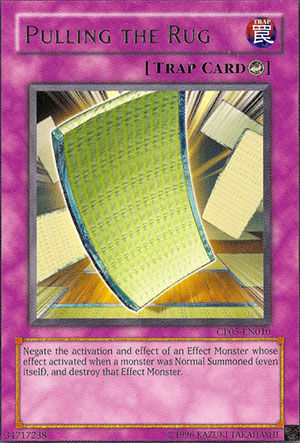 PULLING THE RUG
TRAP
罠
[TRAP CARD]
CP05-EN010
Negate the activation and effect of an Effect Monster whose
effect activated when a monster was Normal Summoned (even
itself), and destroy that Effect Monster.
34717238
©1996 KAZUKI TAKAHASHI